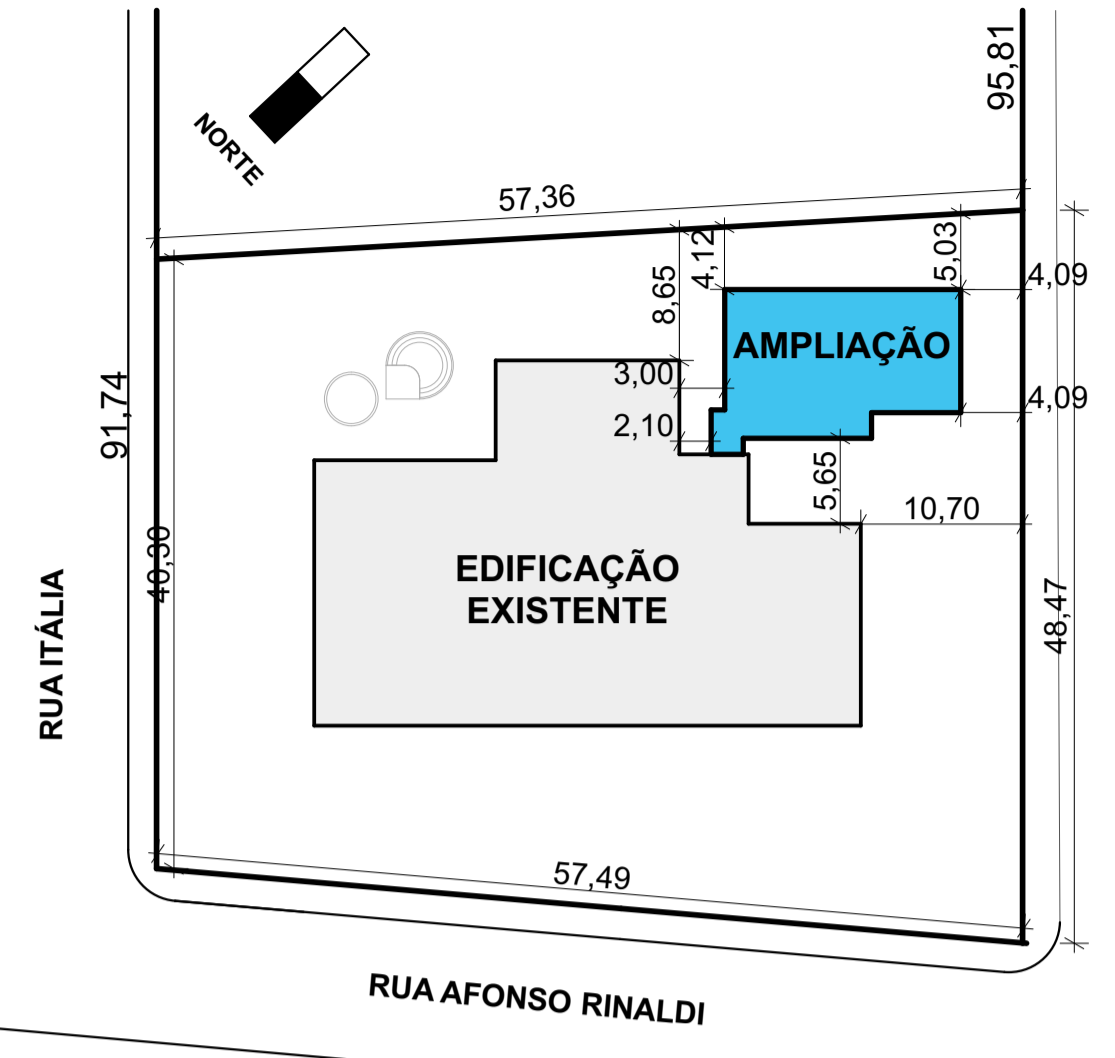 95,81
NORTE
57,36
4,12
5,03
8,65
4,09
AMPLIAÇÃO
3,00
91,74
4,09
2,10
5,65
10,70
40,30
EDIFICAÇÃO
EXISTENTE
48,47
RUA ITÁLIA
57,49
RUA AFONSO RINALDI